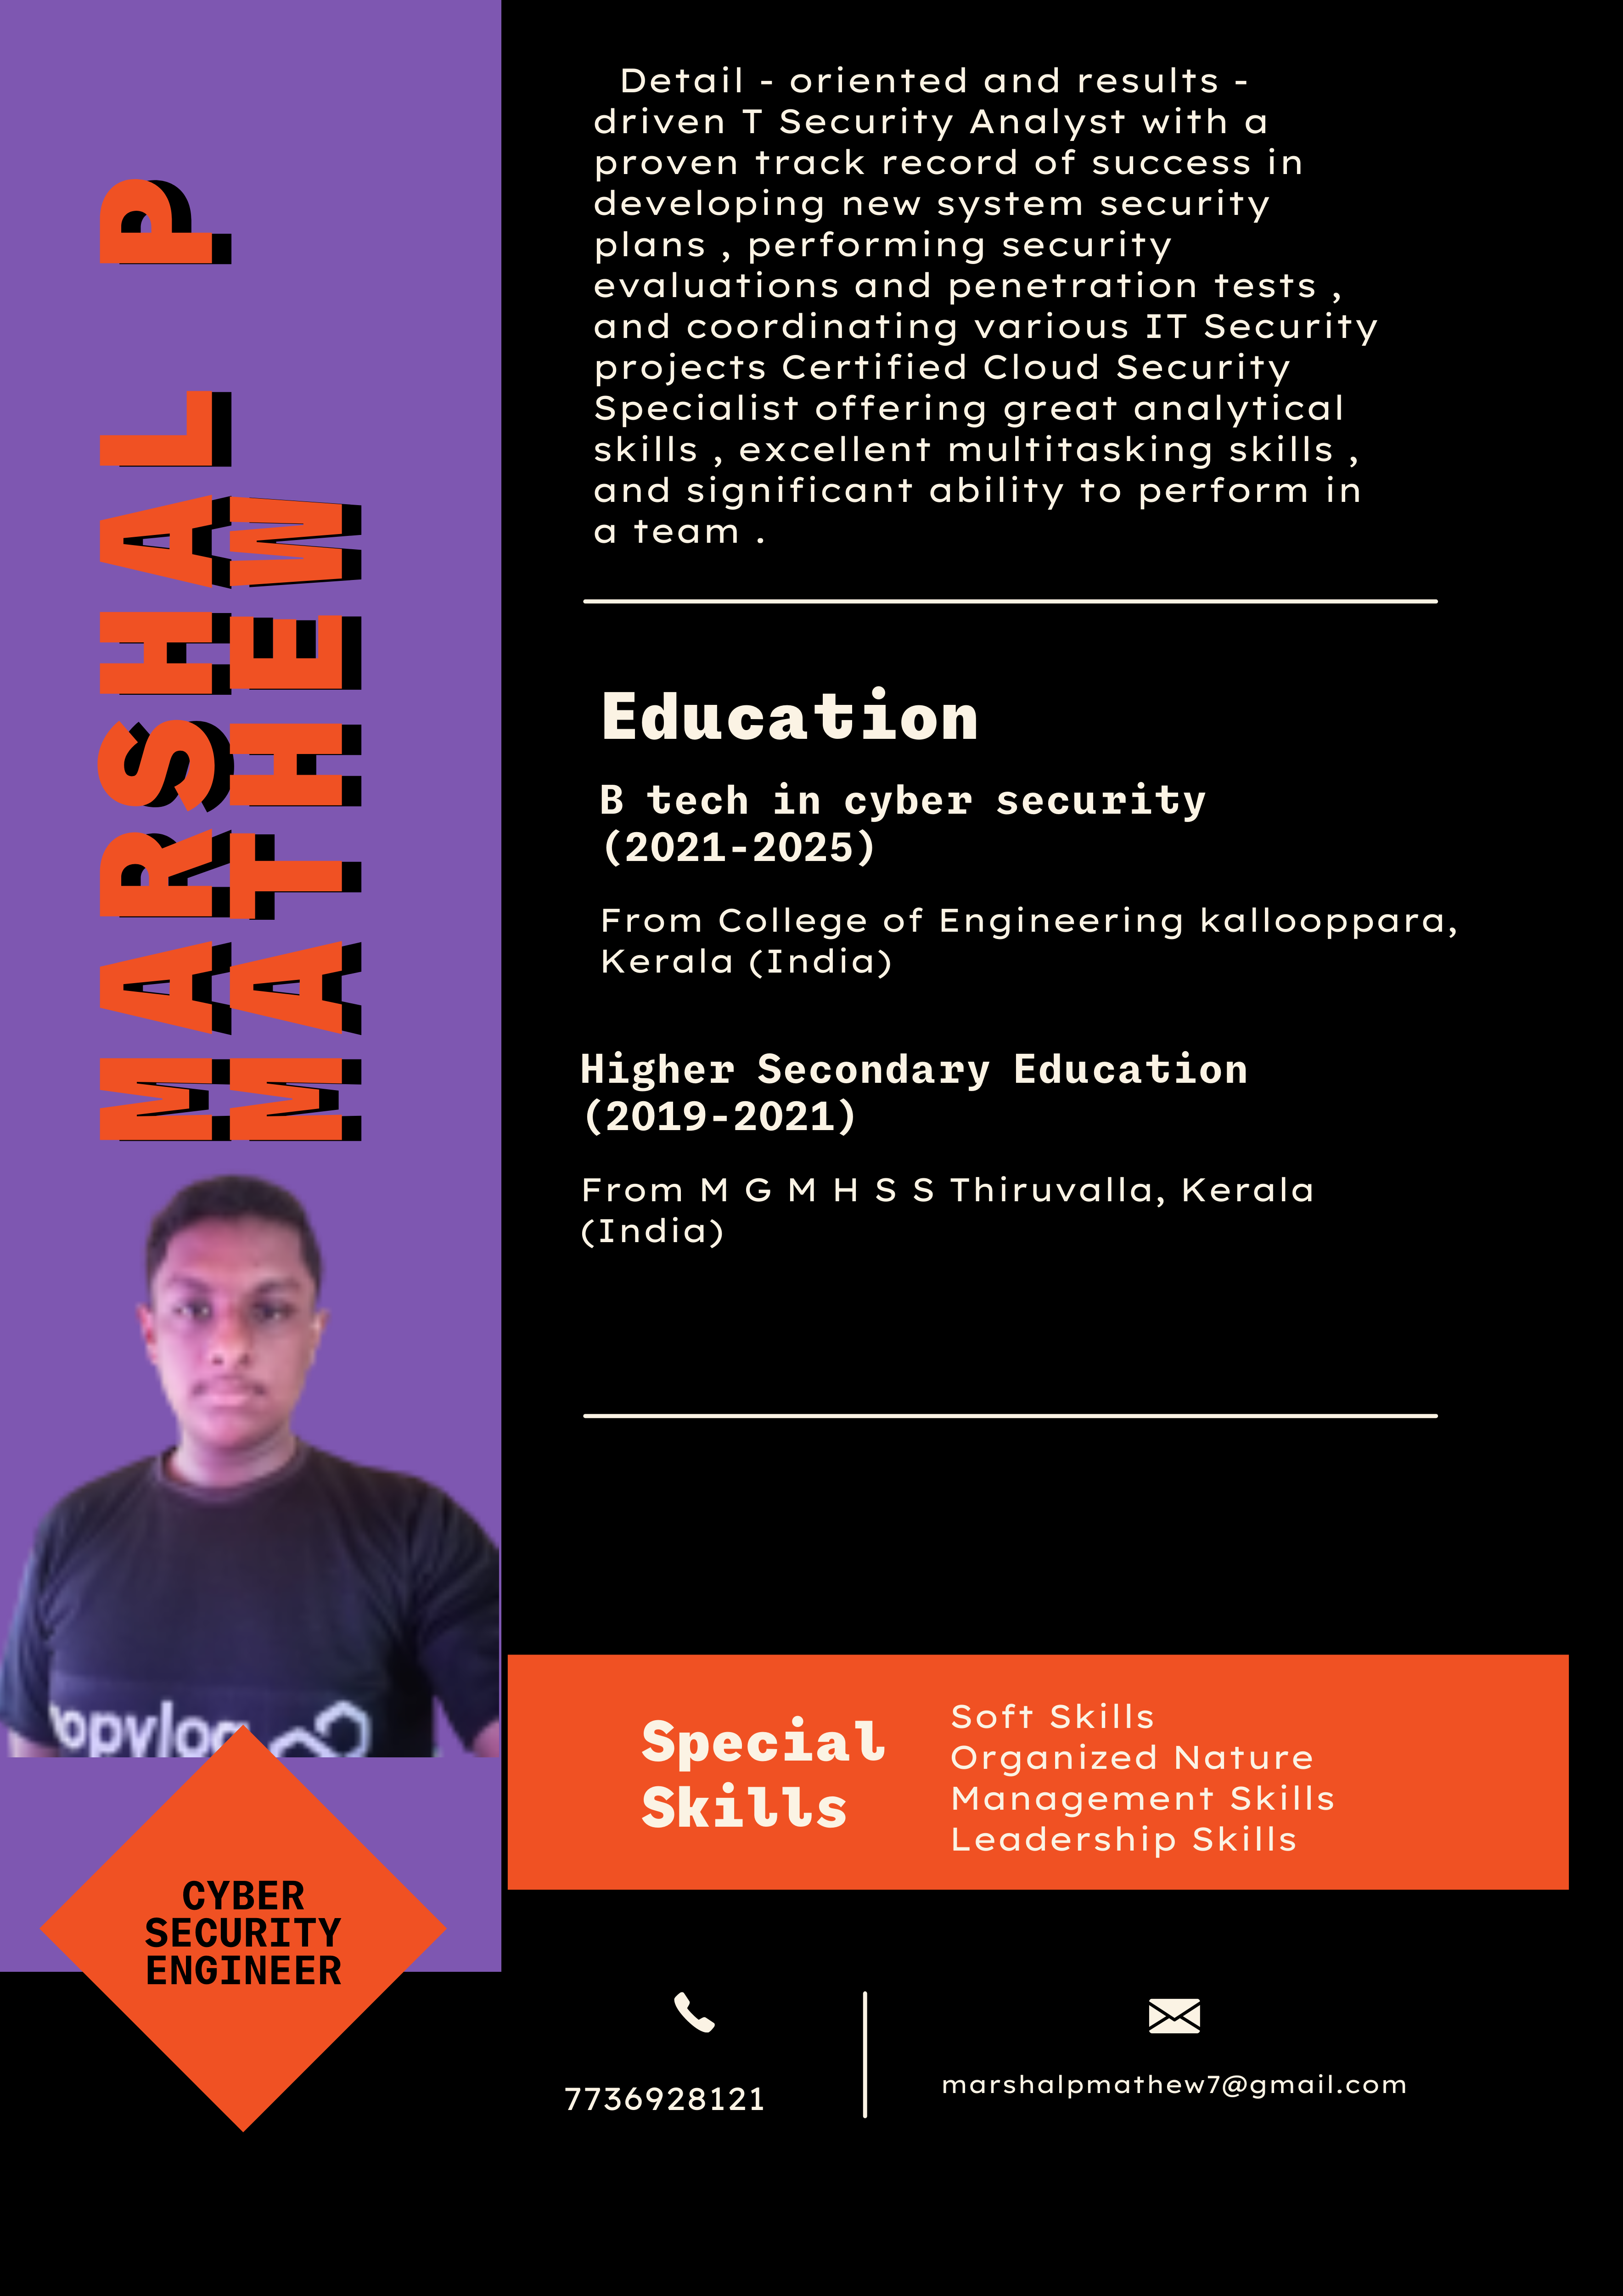 MARSHAL P
MATHEW
Detail - oriented and results -
driven T Security Analyst with a
proven track record of success in
developing new system security
plans , performing security
evaluations and penetration tests ,
and coordinating various IT Security
projects Certified Cloud Security
Specialist offering great analytical
skills , excellent multitasking skills ,
and significant ability to perform in
a team .
Education
B tech in cyber security
(2021-2025)
From College of Engineering kallooppara,
Kerala (India)
Higher Secondary Education
(2019-2021)
From M G M H S S Thiruvalla, Kerala
(India)
Special
Skills
Soft Skills
Organized Nature
Management Skills
Leadership Skills
CYBER
SECURITY
ENGINEER
7736928121
marshalpmathew7@gmail.com